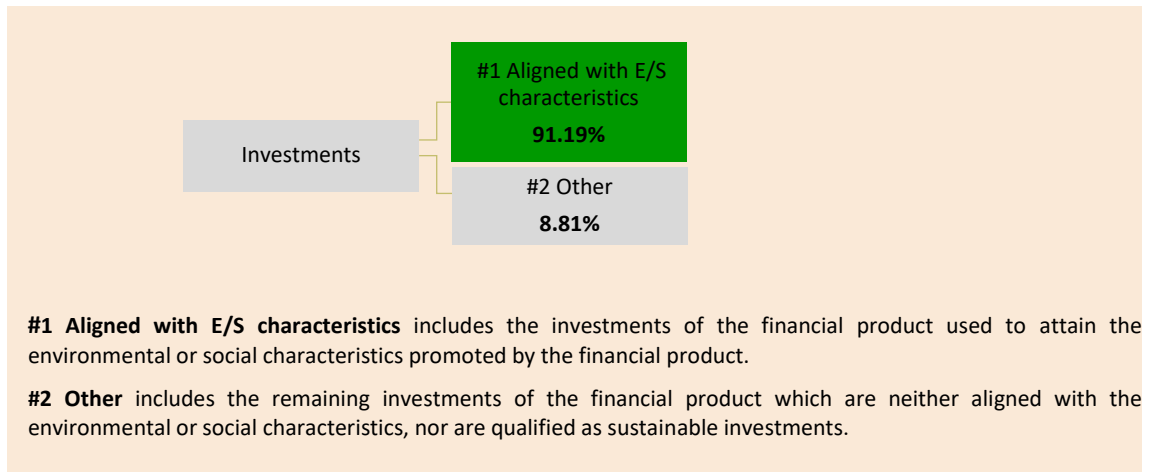 #1 Aligned with E/S
characteristics
91.19%
Investments
#2 Other
8.81%
#1 Aligned with E/S characteristics includes the investments of the financial product used to attain the
environmental or social characteristics promoted by the financial product.
#2 Other includes the remaining investments of the financial product which are neither aligned with the
environmental or social characteristics, nor are qualified as sustainable investments.